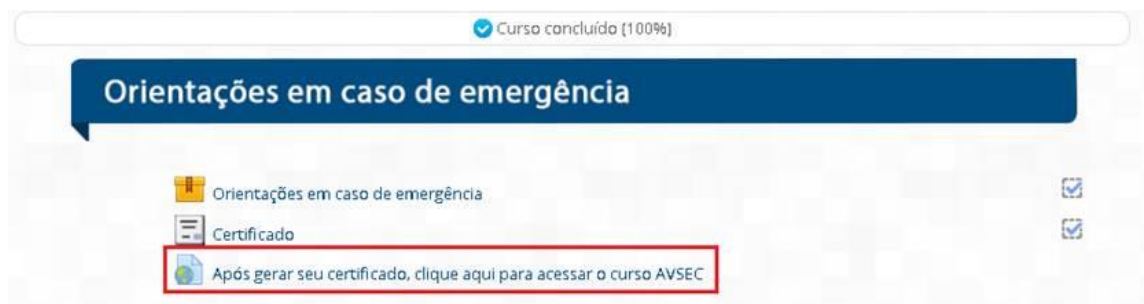 Curso concluído (100%)
Orientações em caso de emergência
Orientações em caso de emergência
Certificado
Após gerar seu certificado, clique aqui para acessar o curso AVSEC